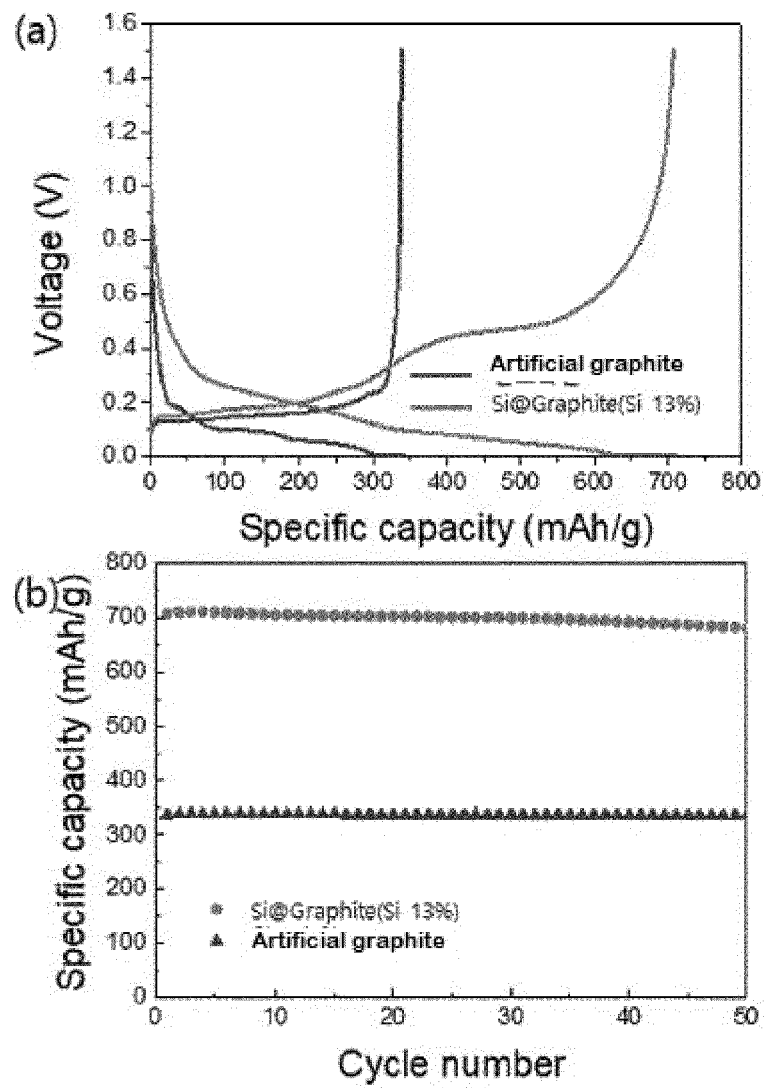 (a)
1.6
1.4
1.2
1.0
0.8
0.6
0.4
0.2
0.0
Voltage (V)
Artificial graphite
Si@Graphite(Si 13%)
0 100 200 300 400 500 600 700 800
Specific capacity (mAh/g)
(b)
800
700
600
500
400
300
200
100
0
Specific capacity (mAh/g)
Si@Graphite(Si 13%)
Artificial graphite
0 10 20 30 40 50
Cycle number